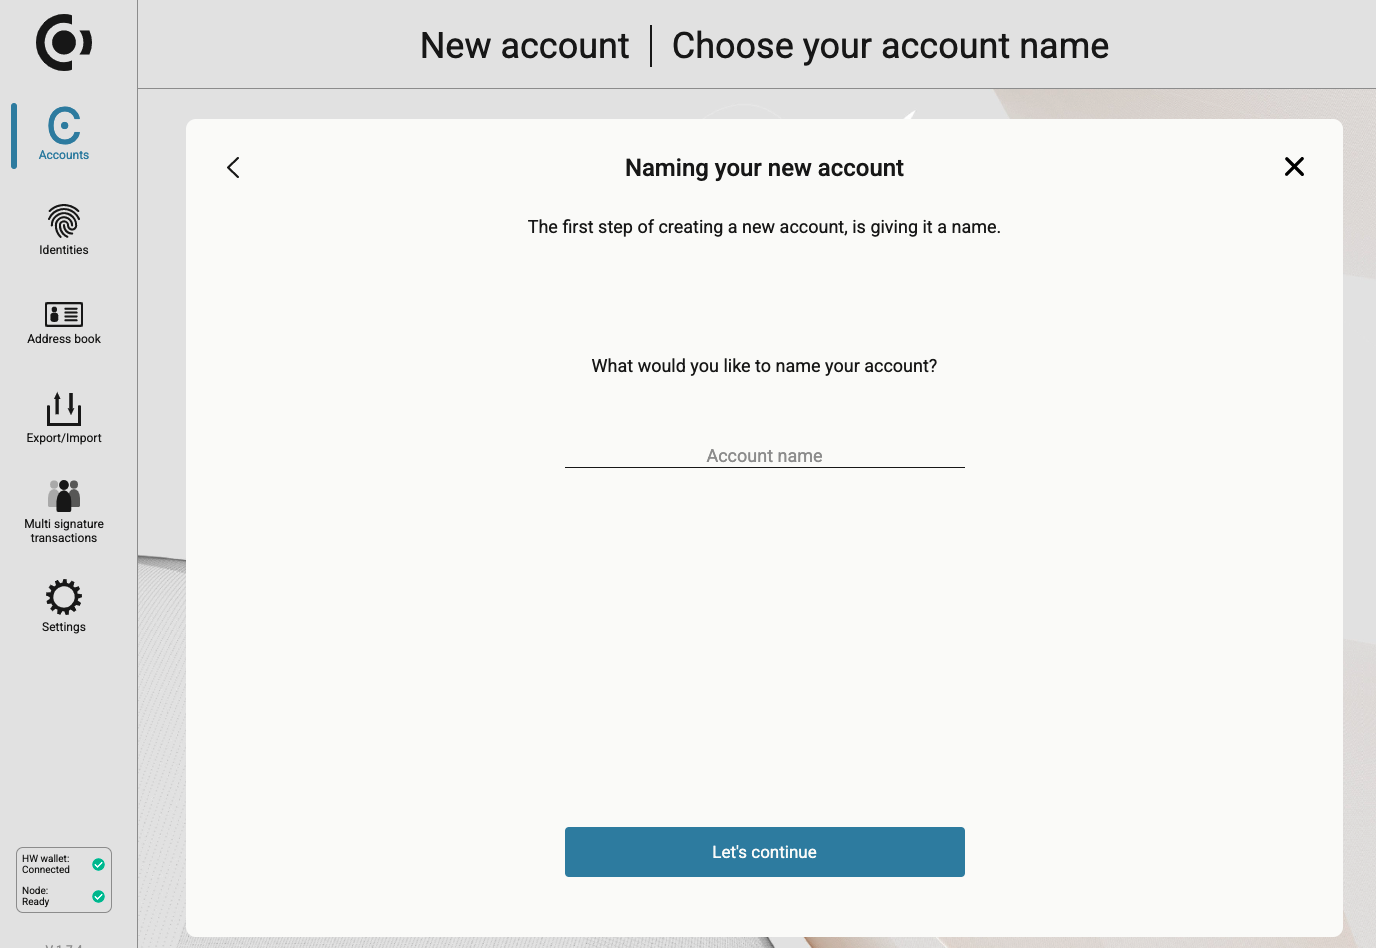 New account | Choose your account name
Accounts
Identities
Address book
Export/Import
Multi signature
transactions
Settings
HW wallet:
Connected
Node:
Ready
Naming your new account
The first step of creating a new account, is giving it a name.
What would you like to name your account?
Account name
Let's continue